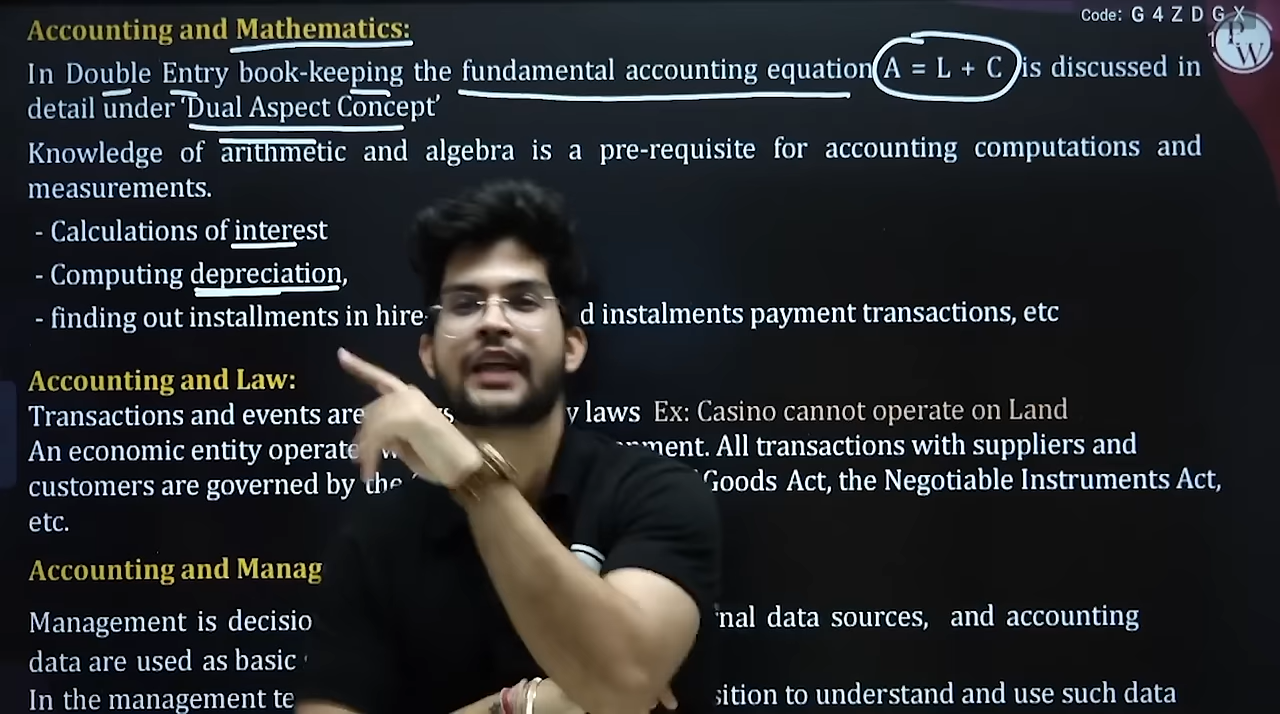 Code: G 4 Z D G X
PW
Accounting and Mathematics:
In Double Entry book-keeping the fundamental accounting equation A = L + C is discussed in
detail under 'Dual Aspect Concept'
Knowledge of arithmetic and algebra is a pre-requisite for accounting computations and
measurements.
- Calculations of interest
- Computing depreciation,
- finding out installments in hire- instalments payment transactions, etc
Accounting and Law:
Transactions and events are laws Ex: Casino cannot operate on Land
An economic entity operate All transactions with suppliers and
customers are governed by the Goods Act, the Negotiable Instruments Act,
etc.
Accounting and Manag
Management is decisio data sources, and accounting
data are used as basic
In the management te to understand and use such data